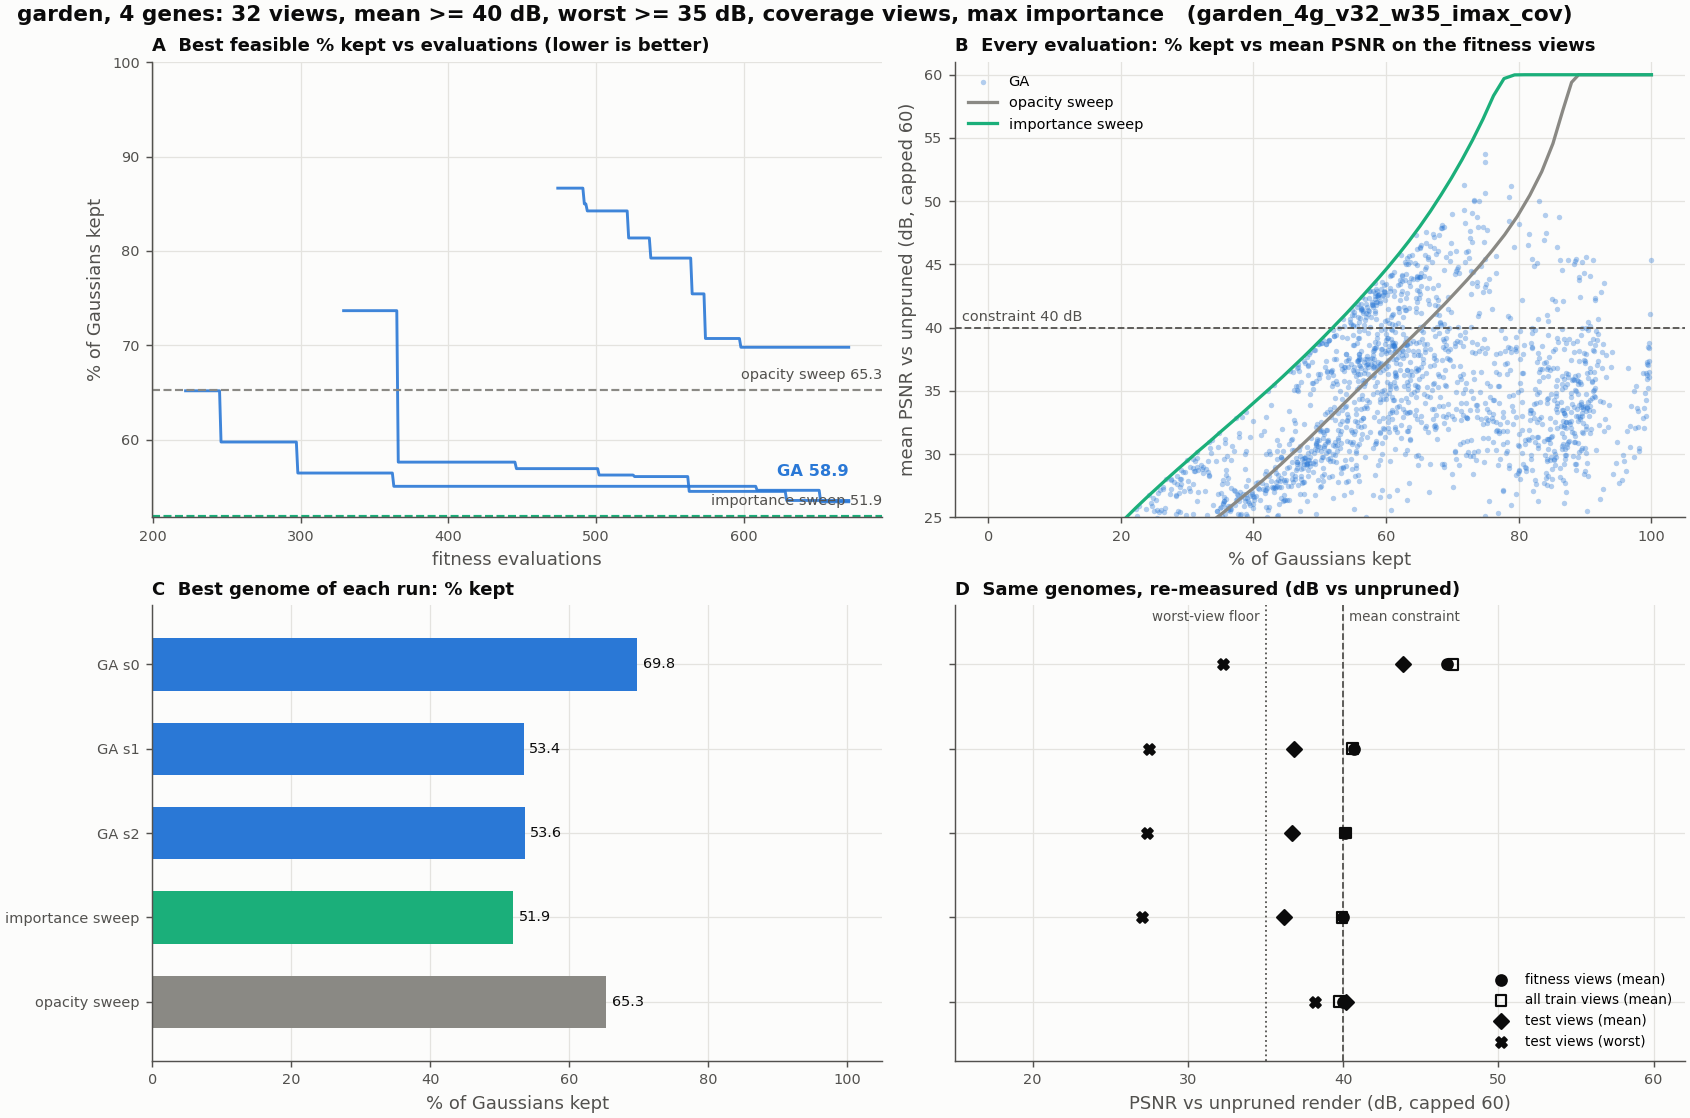 garden, 4 genes: 32 views, mean >= 40 dB, worst >= 35 dB, coverage views, max importance (garden_4g_v32_w35_imax_cov)
A Best feasible % kept vs evaluations (lower is better)
100
90
80
70
60
% of Gaussians kept
opacity sweep 65.3
GA 58.9
importance sweep 51.9
200
300
400
500
600
fitness evaluations
B Every evaluation: % kept vs mean PSNR on the fitness views
GA
opacity sweep
importance sweep
constraint 40 dB
60
55
50
45
40
35
30
25
mean PSNR vs unpruned (dB, capped 60)
0
20
40
60
80
100
% of Gaussians kept
C Best genome of each run: % kept
GA s0
69.8
GA s1
53.4
GA s2
53.6
importance sweep
51.9
opacity sweep
65.3
0
20
40
60
80
100
% of Gaussians kept
D Same genomes, re-measured (dB vs unpruned)
worst-view floor
mean constraint
fitness views (mean)
all train views (mean)
test views (mean)
test views (worst)
20
30
40
50
60
PSNR vs unpruned render (dB, capped 60)